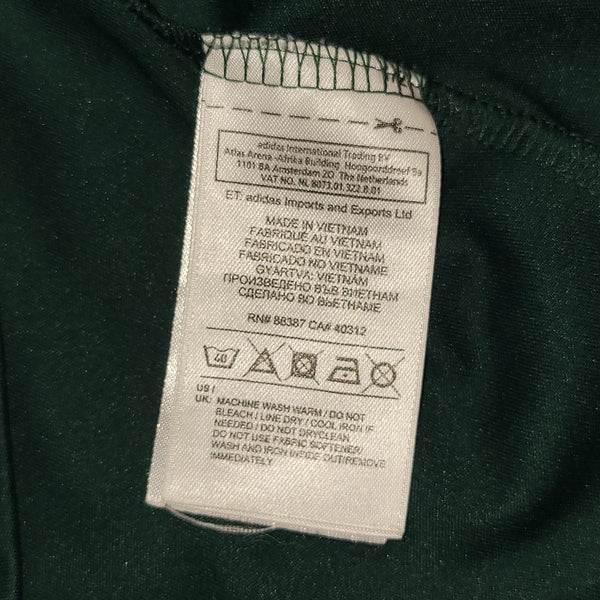 adidas International Trading BV
Atlas Arena -Afrika Building, Hoogoorddreef 9a
1101 BA Amsterdam ZO The Netherlands
VAT NO. NL 8073.01.322.B.01
ET: adidas Imports and Exports Ltd
MADE IN VIETNAM
FABRIQUÉ AU VIETNAM
FABRICADO EN VIETNAM
FABRICADO NO VIETNAME
GYÁRTVA: VIETNÁM
ПРОИЗВЕДЕНО ВЪВ ВИЕТНАМ
СДЕЛАНО ВО ВЬЕТНАМЕ
RN# 88387 CA# 40312
40
US /
UK: MACHINE WASH WARM / DO NOT
BLEACH / LINE DRY / COOL IRON IF
NEEDED / DO NOT DRYCLEAN
DO NOT USE FABRIC SOFTENER/
WASH AND IRON INSIDE OUT/REMOVE
IMMEDIATELY